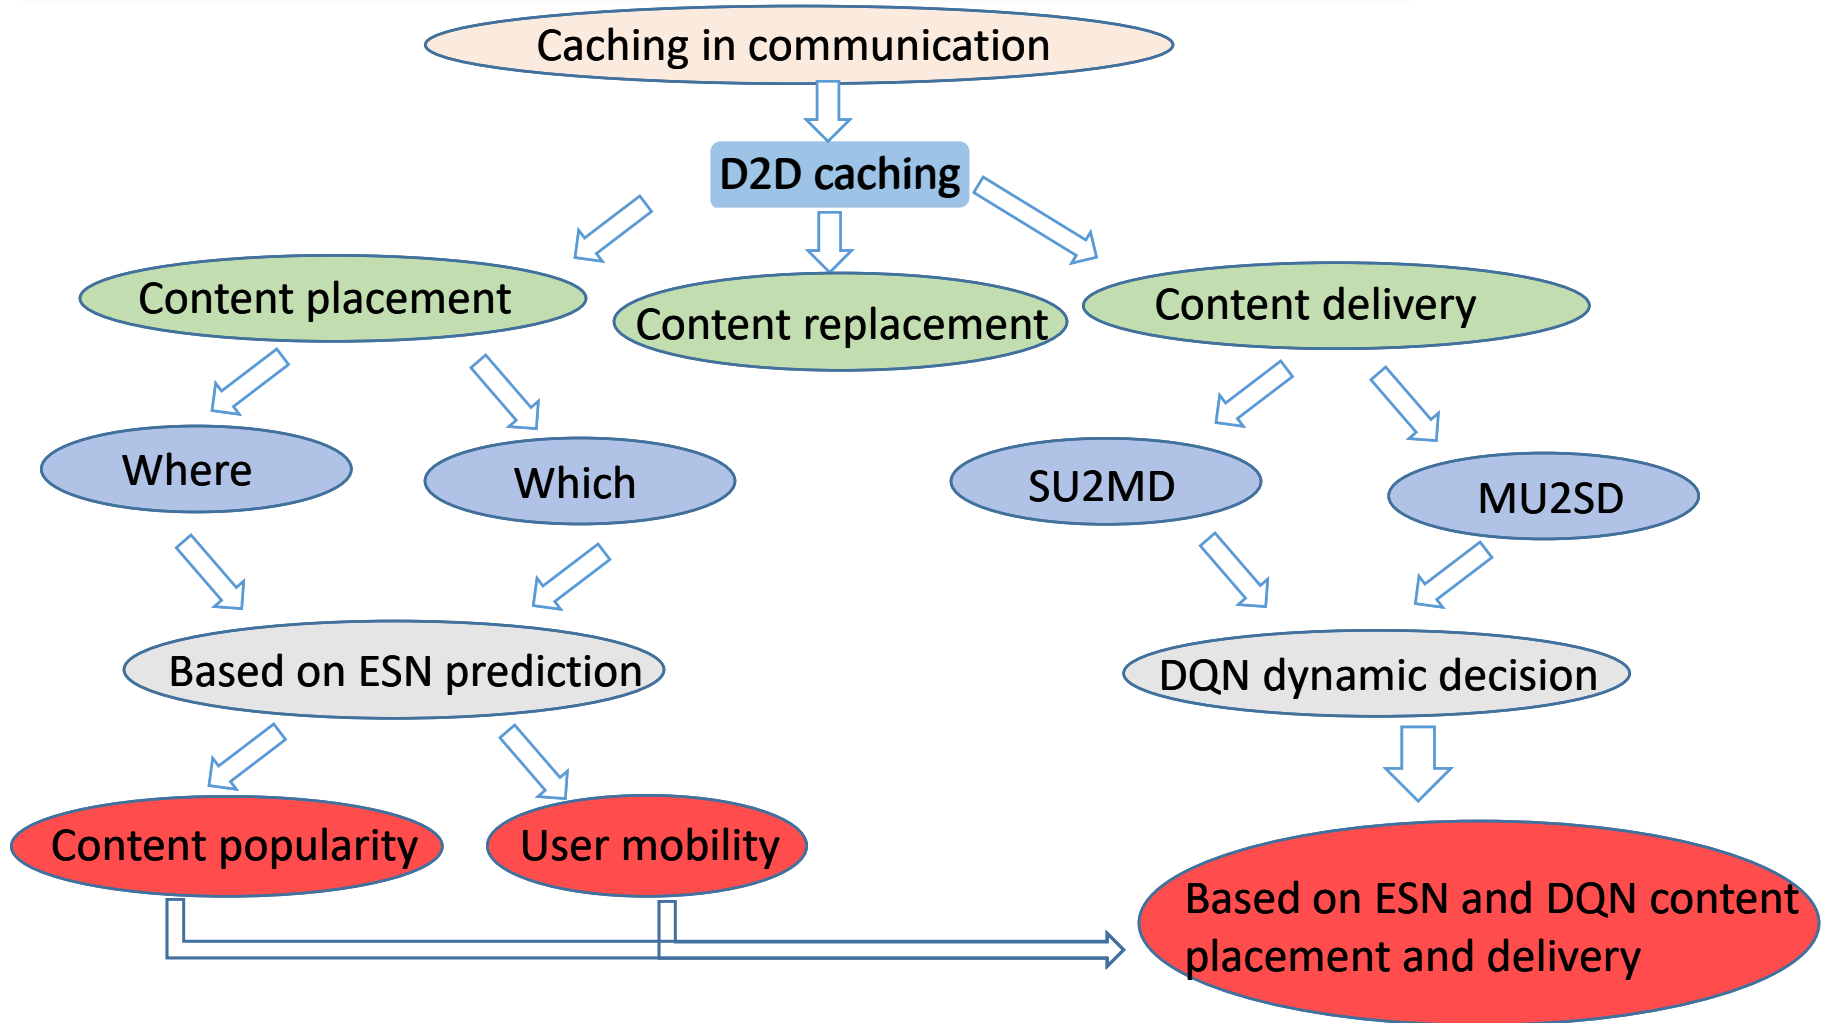 Caching in communication
D2D caching
Content placement
Content replacement
Content delivery
Where
Which
SU2MD
MU2SD
Based on ESN prediction
DQN dynamic decision
Content popularity
User mobility
Based on ESN and DQN content
placement and delivery